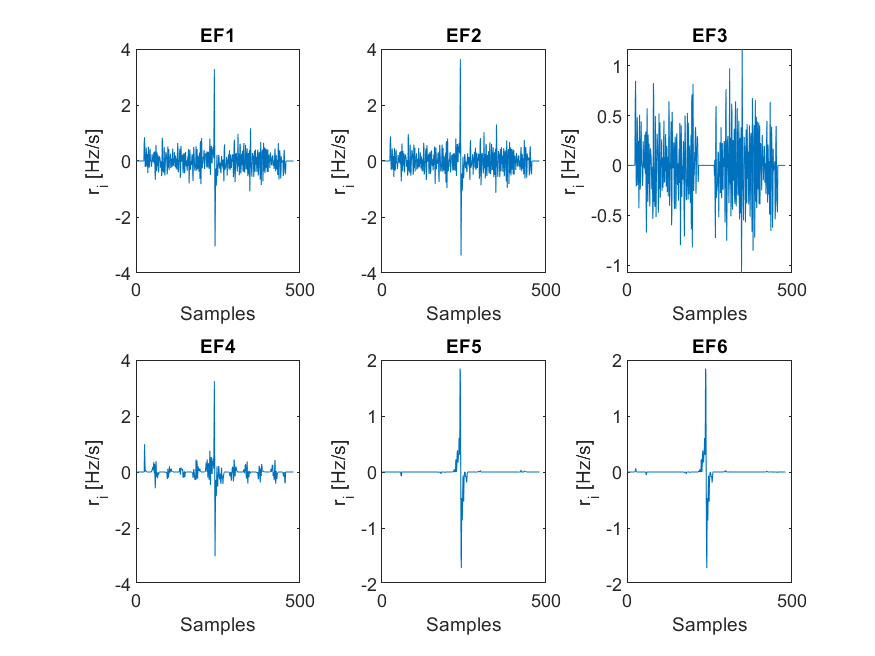 EF1
4
2
0
-2
-4
r_i [Hz/s]
0
500
Samples
EF2
4
2
0
-2
-4
r_i [Hz/s]
0
500
Samples
EF3
1
0.5
0
-0.5
-1
r_i [Hz/s]
0
500
Samples
EF4
4
2
0
-2
-4
r_i [Hz/s]
0
500
Samples
EF5
2
1
0
-1
-2
r_i [Hz/s]
0
500
Samples
EF6
2
1
0
-1
-2
r_i [Hz/s]
0
500
Samples